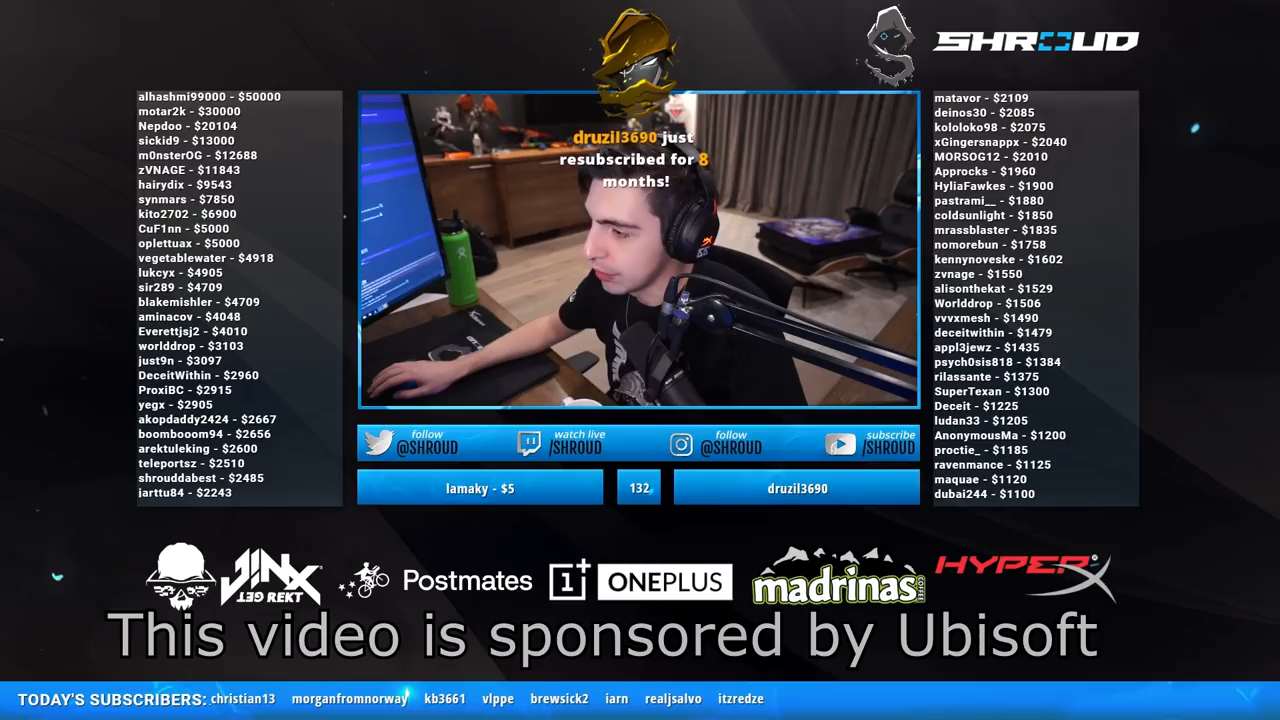 SHROUD
alhashmi99000 - $50000
motar2k - $30000
Nepdoo - $20104
sickid9 - $13000
m0nsterOG - $12688
zVNAGE - $11843
hairydix - $9543
synmars - $7850
kito2702 - $6900
CuF1nn - $5000
oplettuax - $5000
vegetablewater - $4918
lukcyx - $4905
sir289 - $4709
blakemishler - $4709
aminacov - $4048
Everettjsj2 - $4010
worlddrop - $3103
just9n - $3097
DeceitWithin - $2960
ProxiBC - $2915
yegx - $2905
akopdaddy2424 - $2667
boombooom94 - $2656
arektuleking - $2600
teleportsz - $2510
shrouddabest - $2485
jarttu84 - $2243
druzil3690 just
resubscribed for 8
months!
matavor - $2109
deinos30 - $2085
kololoko98 - $2075
xGingersnappx - $2040
MORSOG12 - $2010
Approcks - $1960
HyliaFawkes - $1900
pastrami__ - $1880
coldsunlight - $1850
mrassblaster - $1835
nomorebun - $1758
kennynoveske - $1602
zvnage - $1550
alisonthekat - $1529
Worlddrop - $1506
vvvxmesh - $1490
deceitwithin - $1479
appl3jewz - $1435
psych0sis818 - $1384
rilassante - $1375
SuperTexan - $1300
Deceit - $1225
ludan33 - $1205
AnonymousMa - $1200
proctie_ - $1185
ravenmance - $1125
maquae - $1120
dubai244 - $1100
follow
@SHROUD
watch live
/SHROUD
follow
@SHROUD
subscribe
/SHROUD
lamaky - $5
132
druzil3690
JINX
GET REKT
Postmates
1+ ONEPLUS
madrinas COFFEE
HYPERX
This video is sponsored by Ubisoft
TODAY'S SUBSCRIBERS: christian13 morganfromnorway kb3661 vlppe brewsick2 iarn realjsalvo itzredze